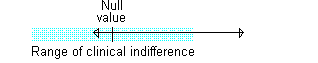 Null
value
Range of clinical indifference